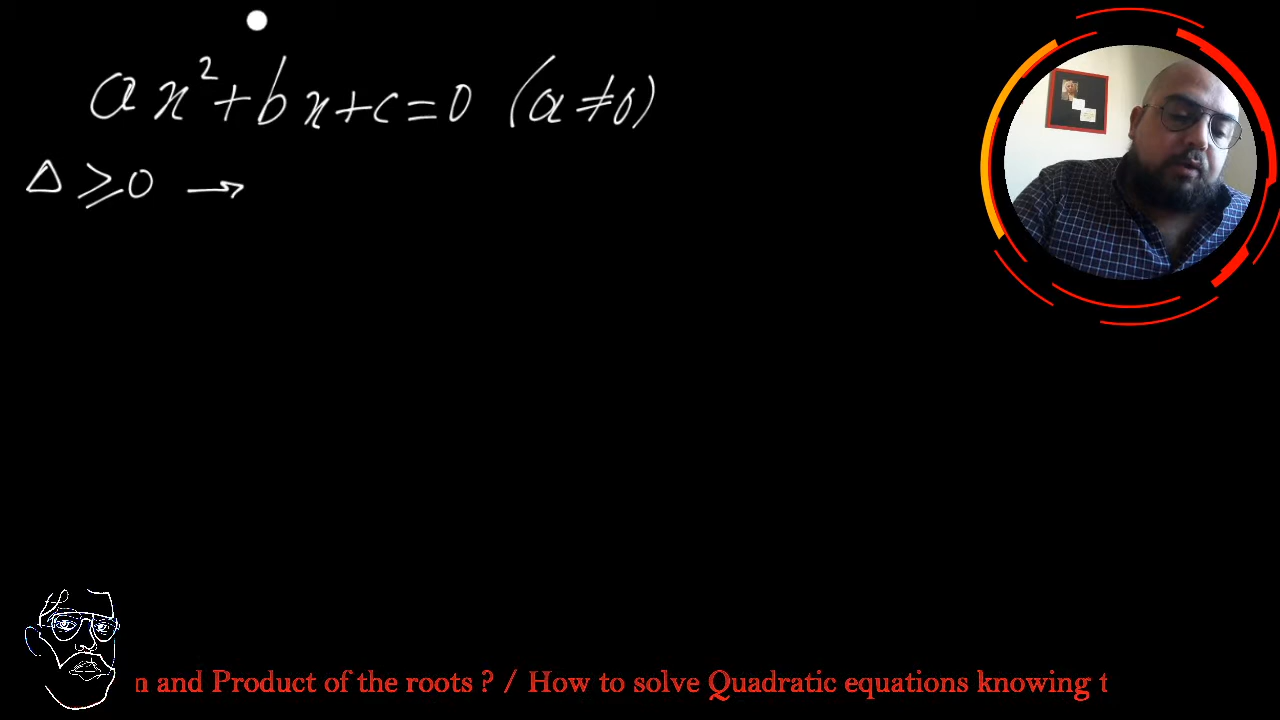 ax²+bx+c=0 (a≠0)
Δ⩾0 →
n and Product of the roots ? / How to solve Quadratic equations knowing t